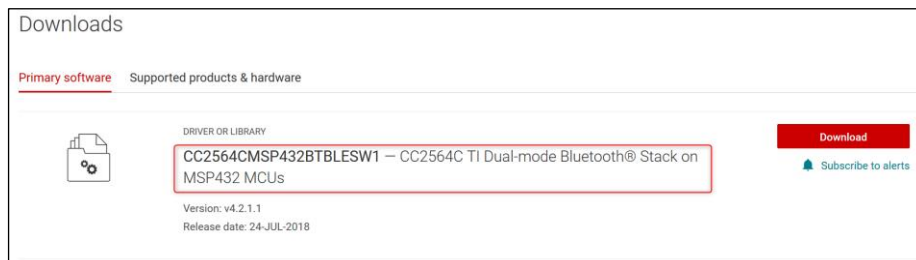 Downloads
Primary software Supported products & hardware
DRIVER OR LIBRARY
CC2564CMSP432BTBLESW1 — CC2564C TI Dual-mode Bluetooth® Stack on
MSP432 MCUs
Version: v4.2.1.1
Release date: 24-JUL-2018
Download
Subscribe to alerts